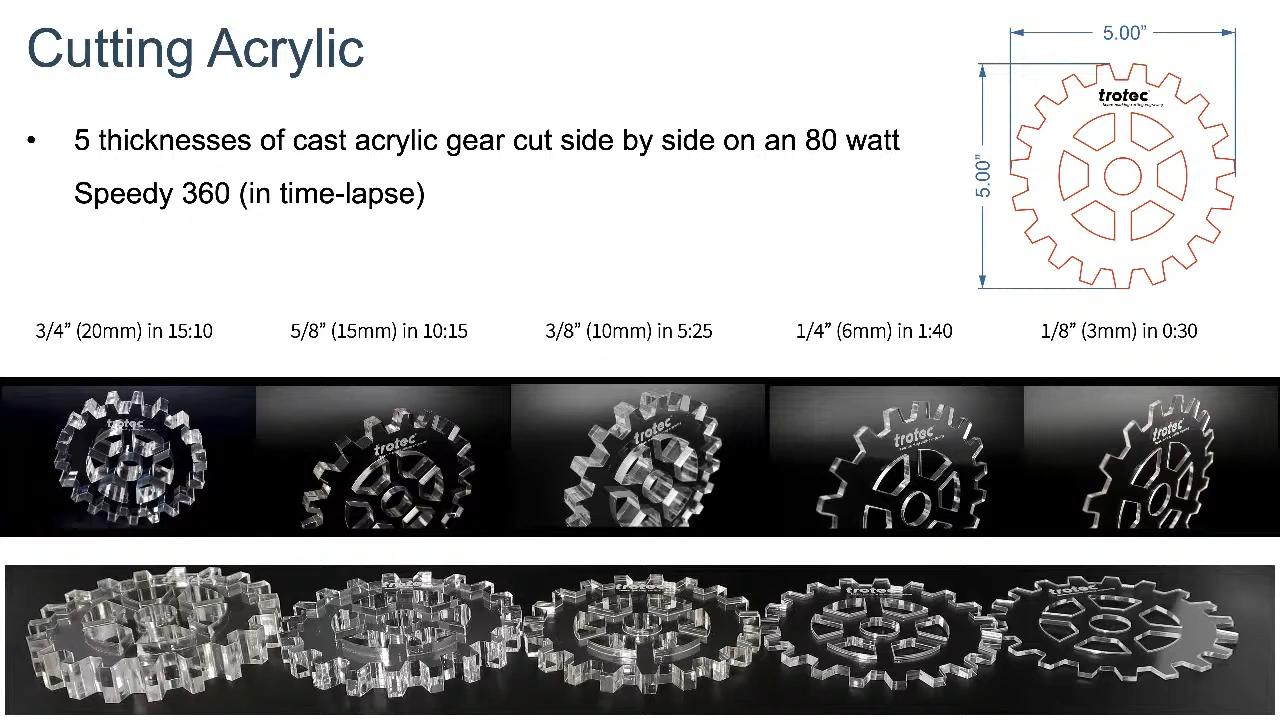 Cutting Acrylic
5.00”
trotec
5.00”
• 5 thicknesses of cast acrylic gear cut side by side on an 80 watt
Speedy 360 (in time-lapse)
3/4” (20mm) in 15:10
5/8” (15mm) in 10:15
3/8” (10mm) in 5:25
1/4” (6mm) in 1:40
1/8” (3mm) in 0:30
trotec
trotec
trotec
trotec
trotec
trotec
trotec